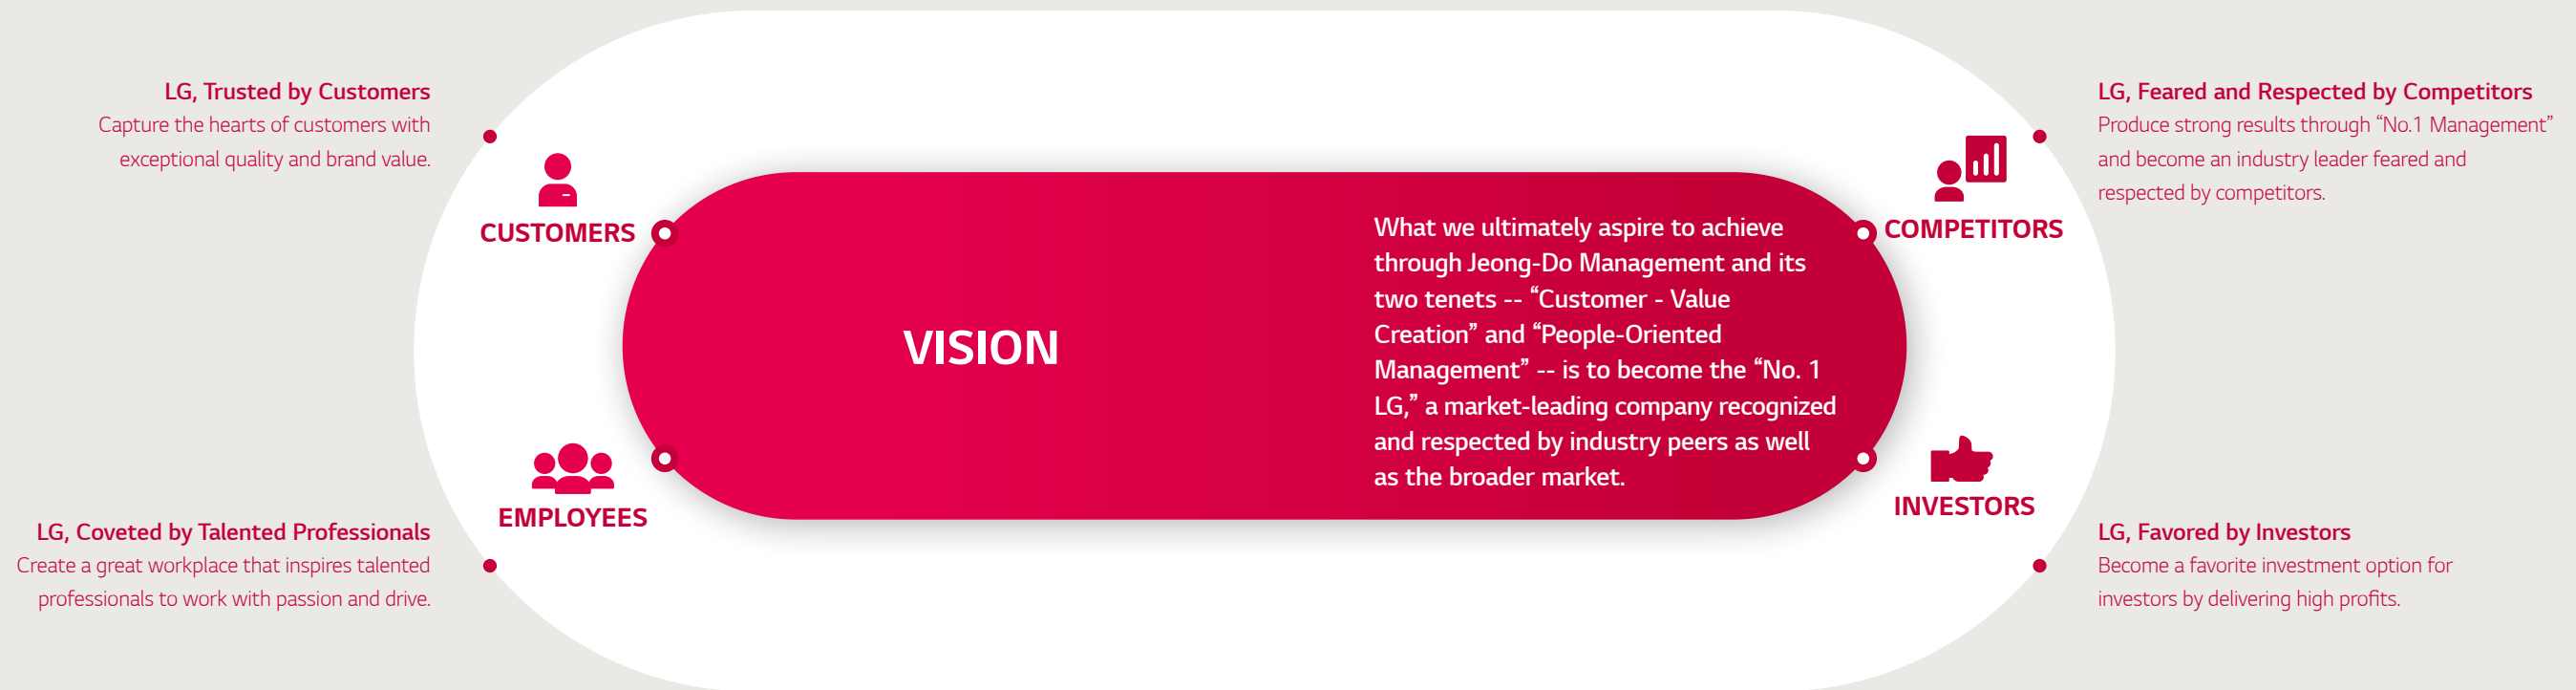 LG, Trusted by Customers
Capture the hearts of customers with
exceptional quality and brand value.
CUSTOMERS
LG, Coveted by Talented Professionals
Create a great workplace that inspires talented
professionals to work with passion and drive.
EMPLOYEES
VISION
What we ultimately aspire to achieve
through Jeong-Do Management and its
two tenets -- “Customer - Value
Creation” and “People-Oriented
Management” -- is to become the “No. 1
LG,” a market-leading company recognized
and respected by industry peers as well
as the broader market.
COMPETITORS
LG, Feared and Respected by Competitors
Produce strong results through “No.1 Management”
and become an industry leader feared and
respected by competitors.
INVESTORS
LG, Favored by Investors
Become a favorite investment option for
investors by delivering high profits.